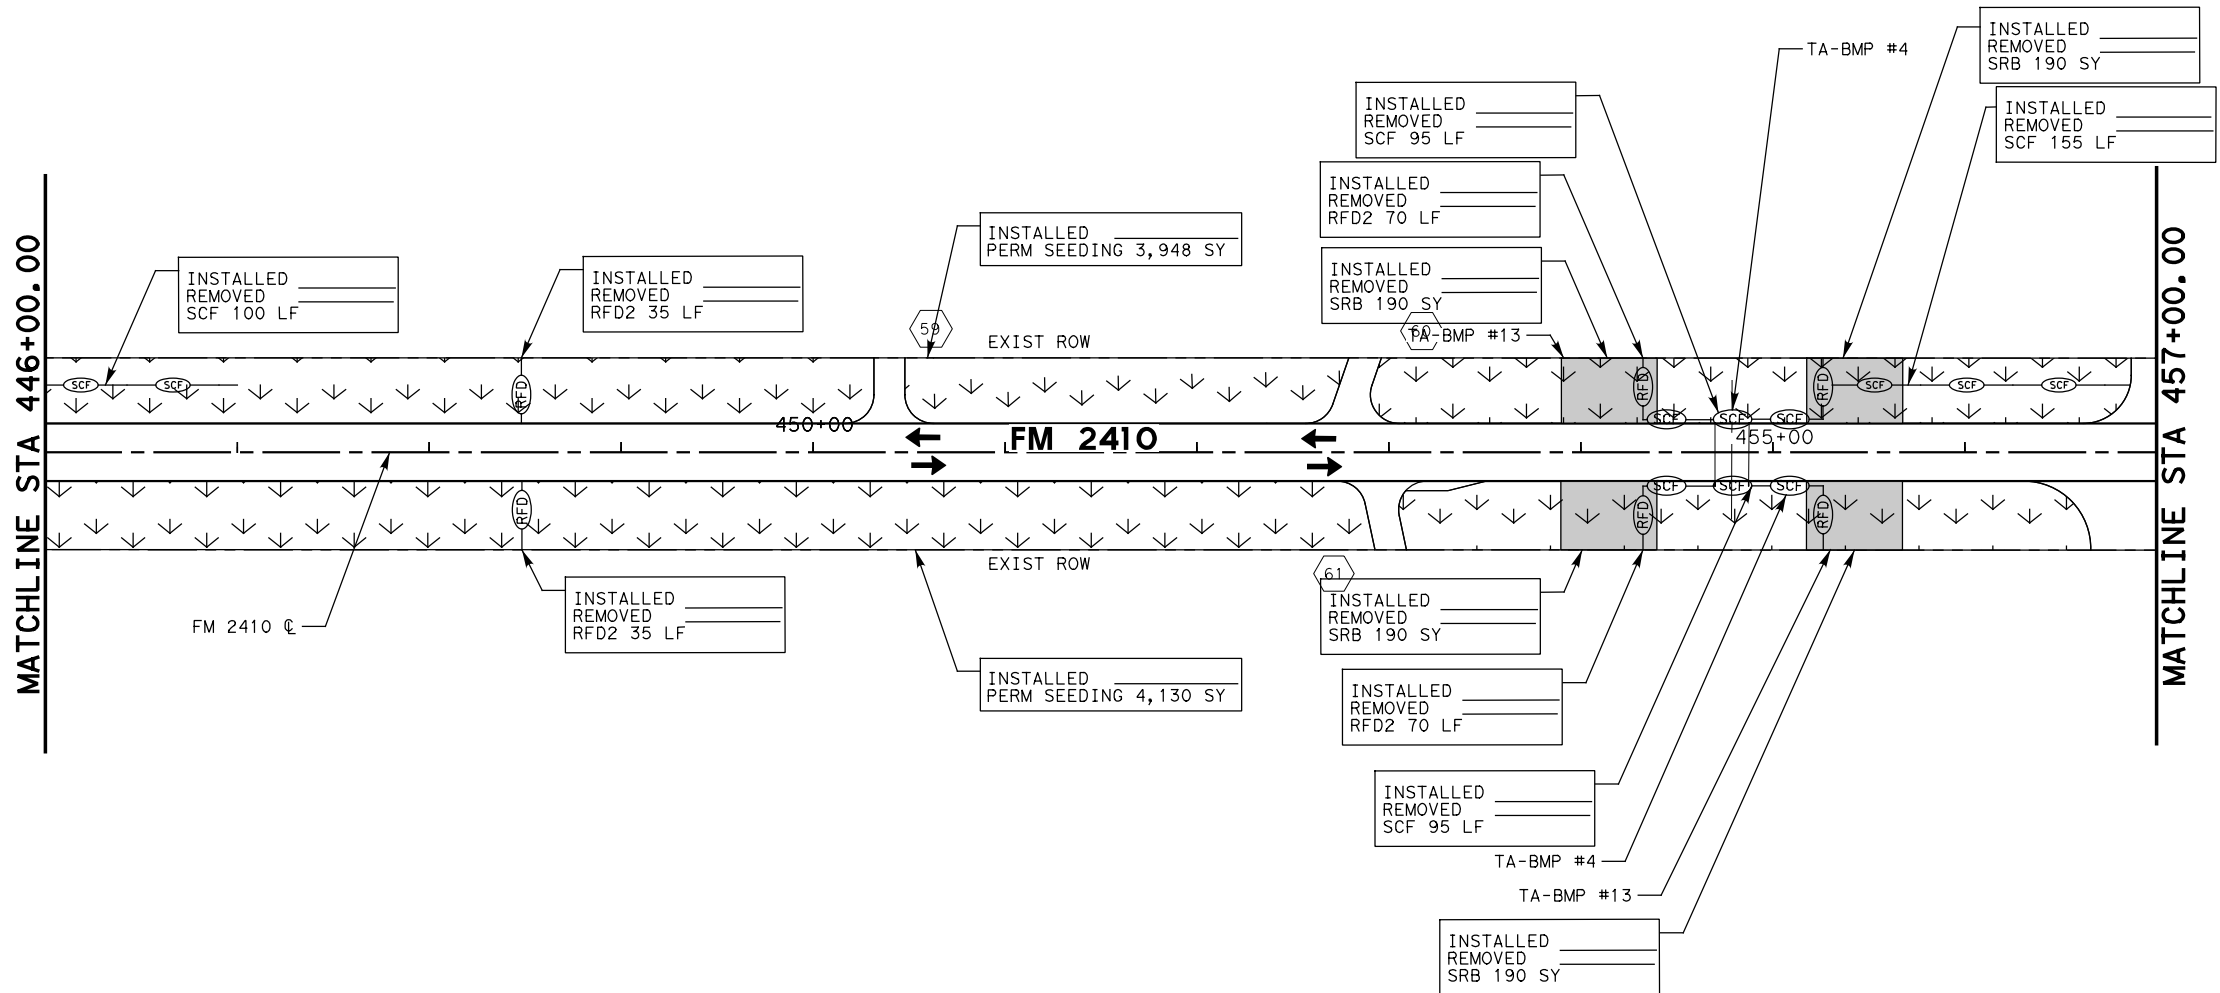 INSTALLED
REMOVED
SRB 190 SY
TA-BMP #4
INSTALLED
REMOVED
SCF 95 LF
INSTALLED
REMOVED
SCF 155 LF
INSTALLED
REMOVED
RFD2 70 LF
INSTALLED
PERM SEEDING 3,948 SY
INSTALLED
REMOVED
SRB 190 SY
INSTALLED
REMOVED
SCF 100 LF
INSTALLED
REMOVED
RFD2 35 LF
59
60
TA-BMP #13
EXIST ROW
MATCHLINE STA 446+00.00
MATCHLINE STA 457+00.00
SCF
SCF
RFD
RFD
RFD
SCF
SCF
SCF
SCF
SCF
SCF
450+00
FM 2410
455+00
RFD
RFD
SCF
SCF
SCF
RFD
EXIST ROW
61
INSTALLED
REMOVED
RFD2 35 LF
INSTALLED
REMOVED
SRB 190 SY
FM 2410 ℄
INSTALLED
PERM SEEDING 4,130 SY
INSTALLED
REMOVED
RFD2 70 LF
INSTALLED
REMOVED
SCF 95 LF
TA-BMP #4
TA-BMP #13
INSTALLED
REMOVED
SRB 190 SY